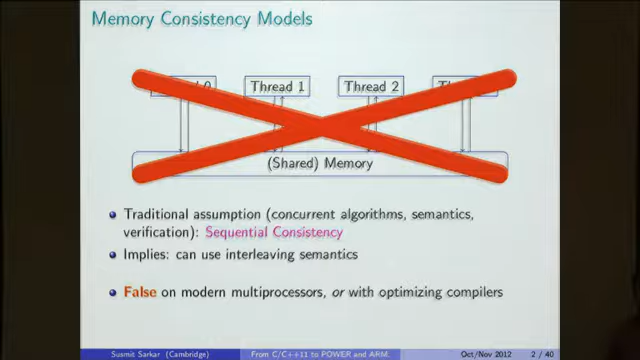 Memory Consistency Models
Thread 1
Thread 2
(Shared) Memory
Traditional assumption (concurrent algorithms, semantics,
verification): Sequential Consistency
Implies: can use interleaving semantics
False on modern multiprocessors, or with optimizing compilers
Susmit Sarkar (Cambridge) From C/C++11 to POWER and ARM. Oct/Nov 2012 2 / 40